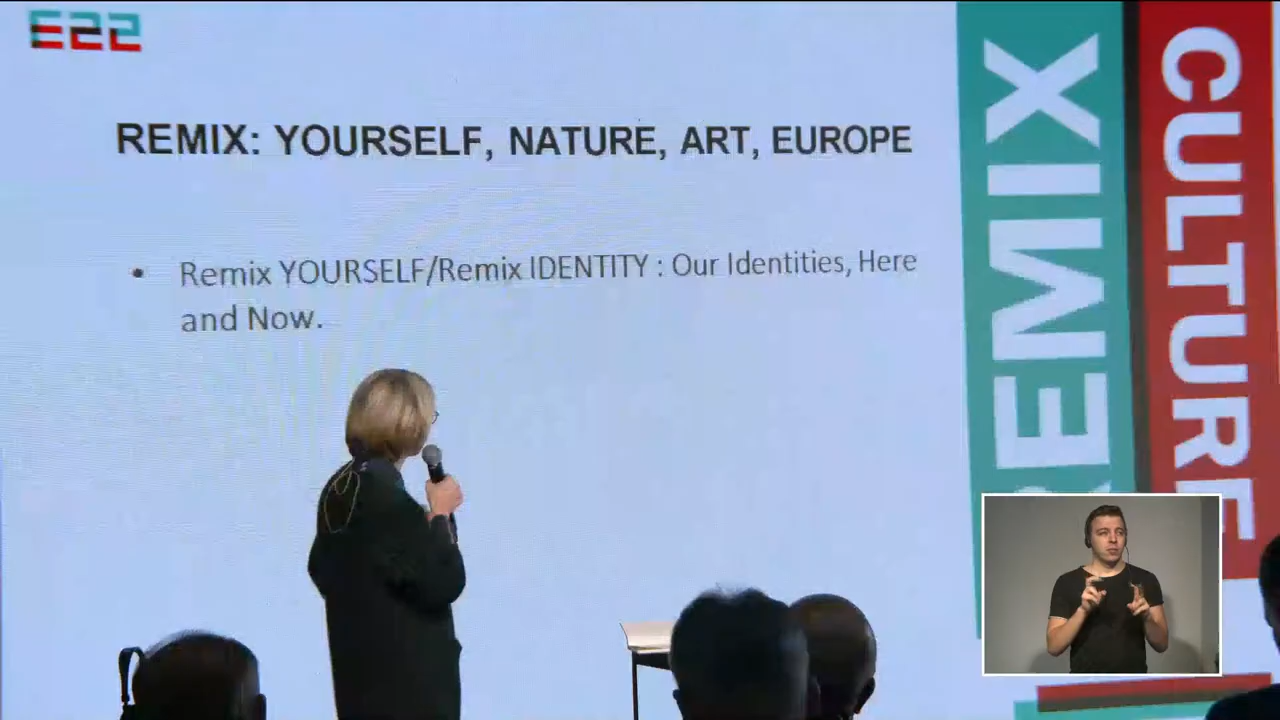 E22
REMIX: YOURSELF, NATURE, ART, EUROPE
• Remix YOURSELF/Remix IDENTITY : Our Identities, Here
and Now.
REMIX
CULTURE